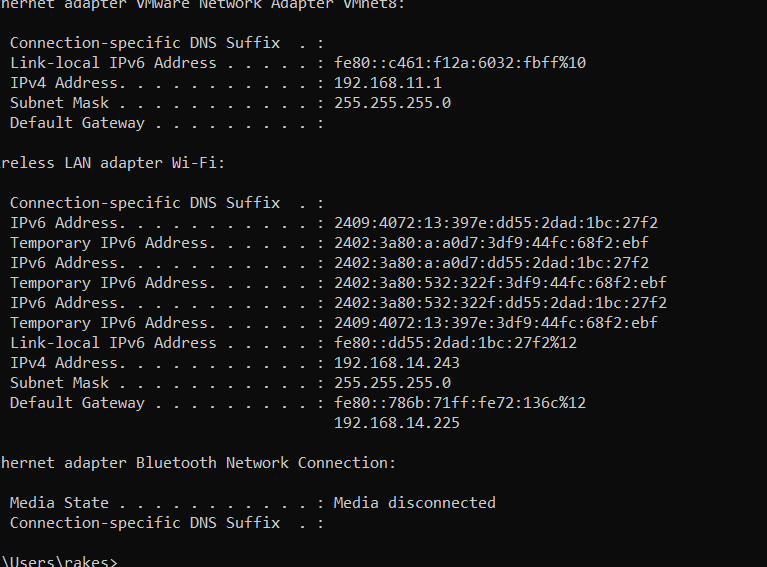 hernet adapter VMware Network Adapter VMnet8:
Connection-specific DNS Suffix  . :
Link-local IPv6 Address . . . . . : fe80::c461:f12a:6032:fbff%10
IPv4 Address. . . . . . . . . . . : 192.168.11.1
Subnet Mask . . . . . . . . . . . : 255.255.255.0
Default Gateway . . . . . . . . . :
reless LAN adapter Wi-Fi:
Connection-specific DNS Suffix  . :
IPv6 Address. . . . . . . . . . . : 2409:4072:13:397e:dd55:2dad:1bc:27f2
Temporary IPv6 Address. . . . . . : 2402:3a80:a:a0d7:3df9:44fc:68f2:ebf
IPv6 Address. . . . . . . . . . . : 2402:3a80:a:a0d7:dd55:2dad:1bc:27f2
Temporary IPv6 Address. . . . . . : 2402:3a80:532:322f:3df9:44fc:68f2:ebf
IPv6 Address. . . . . . . . . . . : 2402:3a80:532:322f:dd55:2dad:1bc:27f2
Temporary IPv6 Address. . . . . . : 2409:4072:13:397e:3df9:44fc:68f2:ebf
Link-local IPv6 Address . . . . . : fe80::dd55:2dad:1bc:27f2%12
IPv4 Address. . . . . . . . . . . : 192.168.14.243
Subnet Mask . . . . . . . . . . . : 255.255.255.0
Default Gateway . . . . . . . . . : fe80::786b:71ff:fe72:136c%12
192.168.14.225
hernet adapter Bluetooth Network Connection:
Media State . . . . . . . . . . . : Media disconnected
Connection-specific DNS Suffix  . :
\Users\rakes>